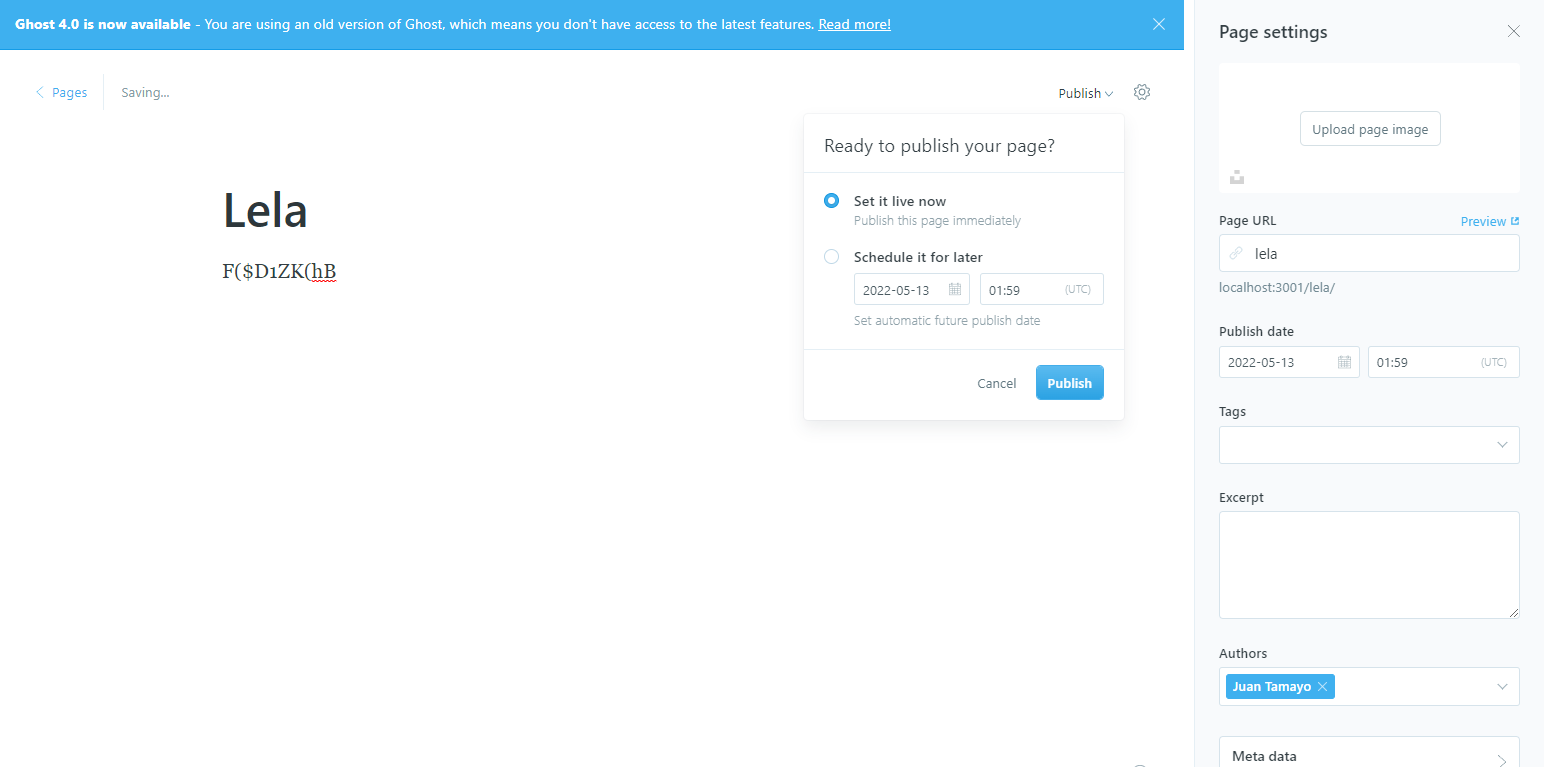 Ghost 4.0 is now available - You are using an old version of Ghost, which means you don't have access to the latest features. Read more!
Pages
Saving...
Publish
Lela
F($D1ZK(hB
Ready to publish your page?
Set it live now
Publish this page immediately
Schedule it for later
2022-05-13
01:59
(UTC)
Set automatic future publish date
Cancel
Publish
Page settings
Upload page image
Page URL
Preview
lela
localhost:3001/lela/
Publish date
2022-05-13
01:59
(UTC)
Tags
Excerpt
Authors
Juan Tamayo
Meta data